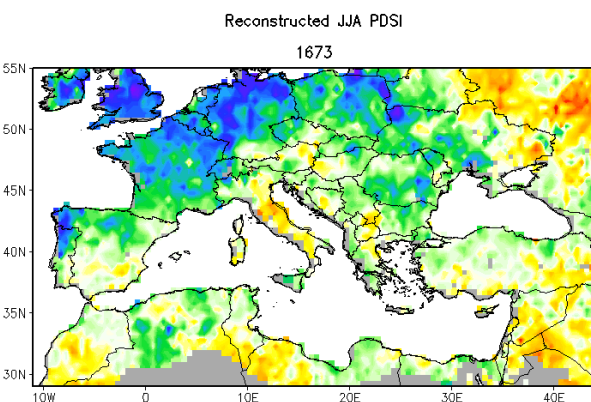 Reconstructed JJA PDSI
1673
55N
50N
45N
40N
35N
30N
10W 0 10E 20E 30E 40E